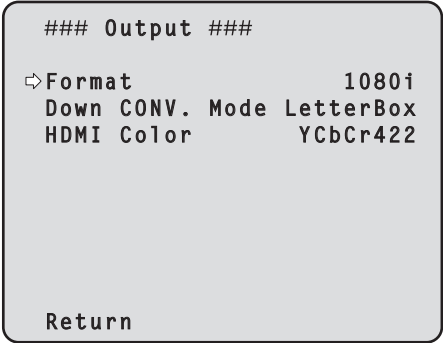 ### Output ###
⇨Format 1080i
Down CONV. Mode LetterBox
HDMI Color YCbCr422
Return